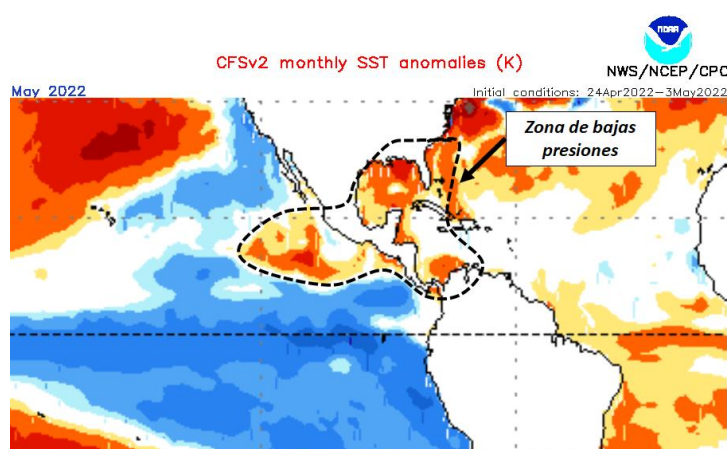 NOAA
CFSv2 monthly SST anomalies (K)
NWS/NCEP/CPC
May 2022
Initial conditions: 24Apr2022-3May2022
Zona de bajas
presiones